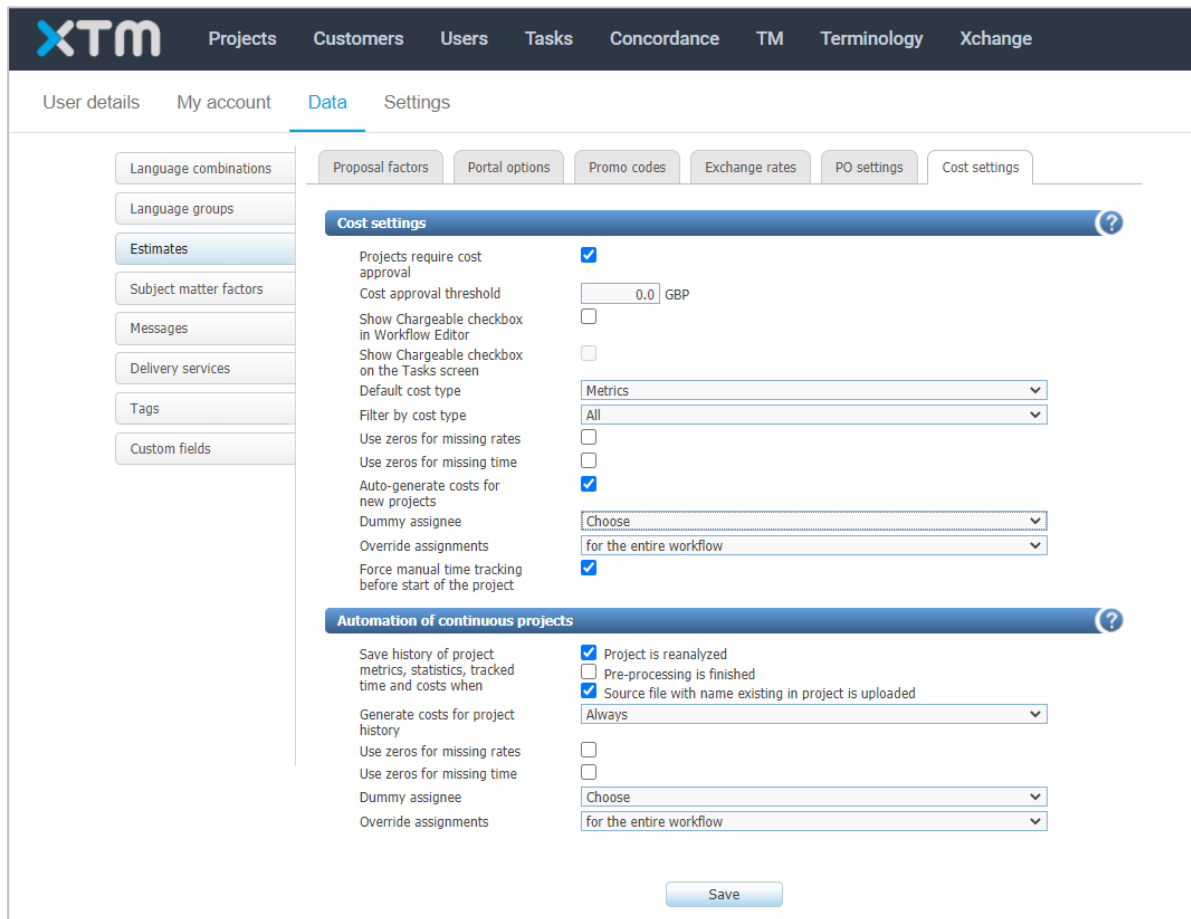 XTM Projects Customers Users Tasks Concordance TM Terminology Xchange
User details My account Data Settings
Language combinations
Language groups
Estimates
Subject matter factors
Messages
Delivery services
Tags
Custom fields
Proposal factors Portal options Promo codes Exchange rates PO settings Cost settings
Cost settings ?
Projects require cost
approval
Cost approval threshold 0.0 GBP
Show Chargeable checkbox
in Workflow Editor
Show Chargeable checkbox
on the Tasks screen
Default cost type Metrics
Filter by cost type All
Use zeros for missing rates
Use zeros for missing time
Auto-generate costs for
new projects
Dummy assignee Choose
Override assignments for the entire workflow
Force manual time tracking
before start of the project
Automation of continuous projects ?
Save history of project
metrics, statistics, tracked
time and costs when
Project is reanalyzed
Pre-processing is finished
Source file with name existing in project is uploaded
Generate costs for project
history
Always
Use zeros for missing rates
Use zeros for missing time
Dummy assignee Choose
Override assignments for the entire workflow
Save